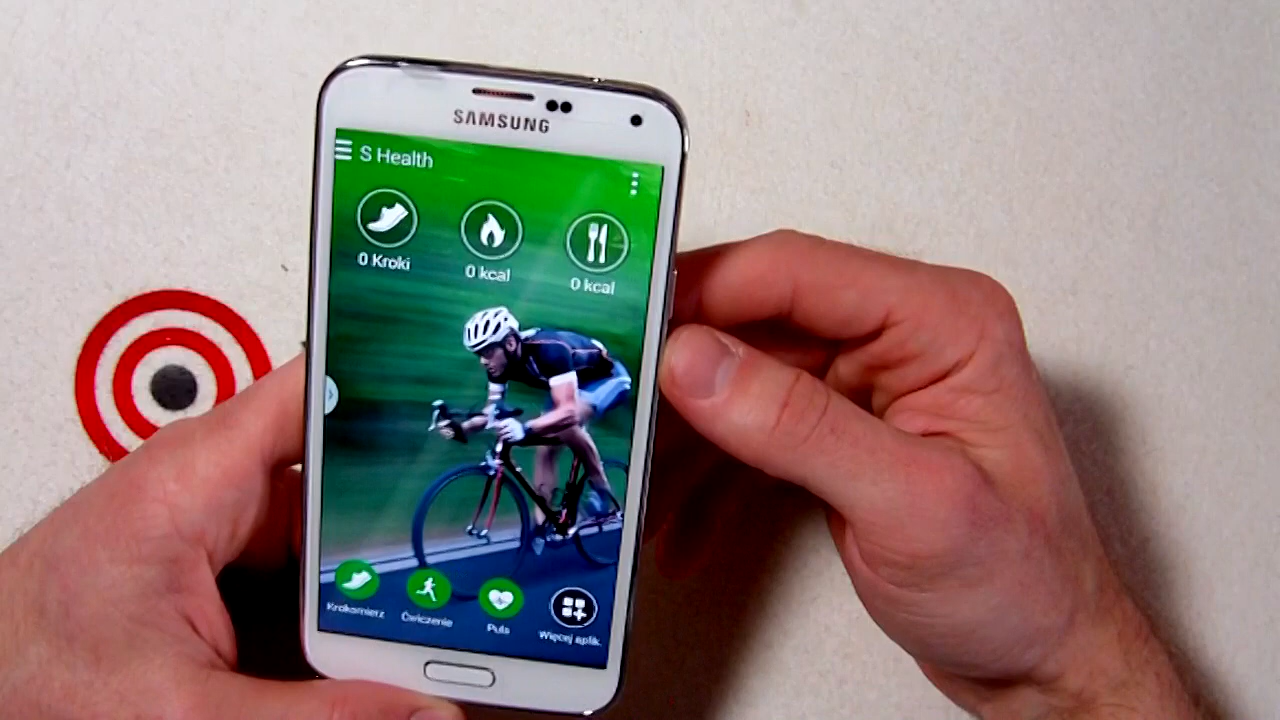 SAMSUNG
S Health
0 Kroki
0 kcal
0 kcal
Krokomierz
Ćwiczenie
Puls
Więcej aplik.